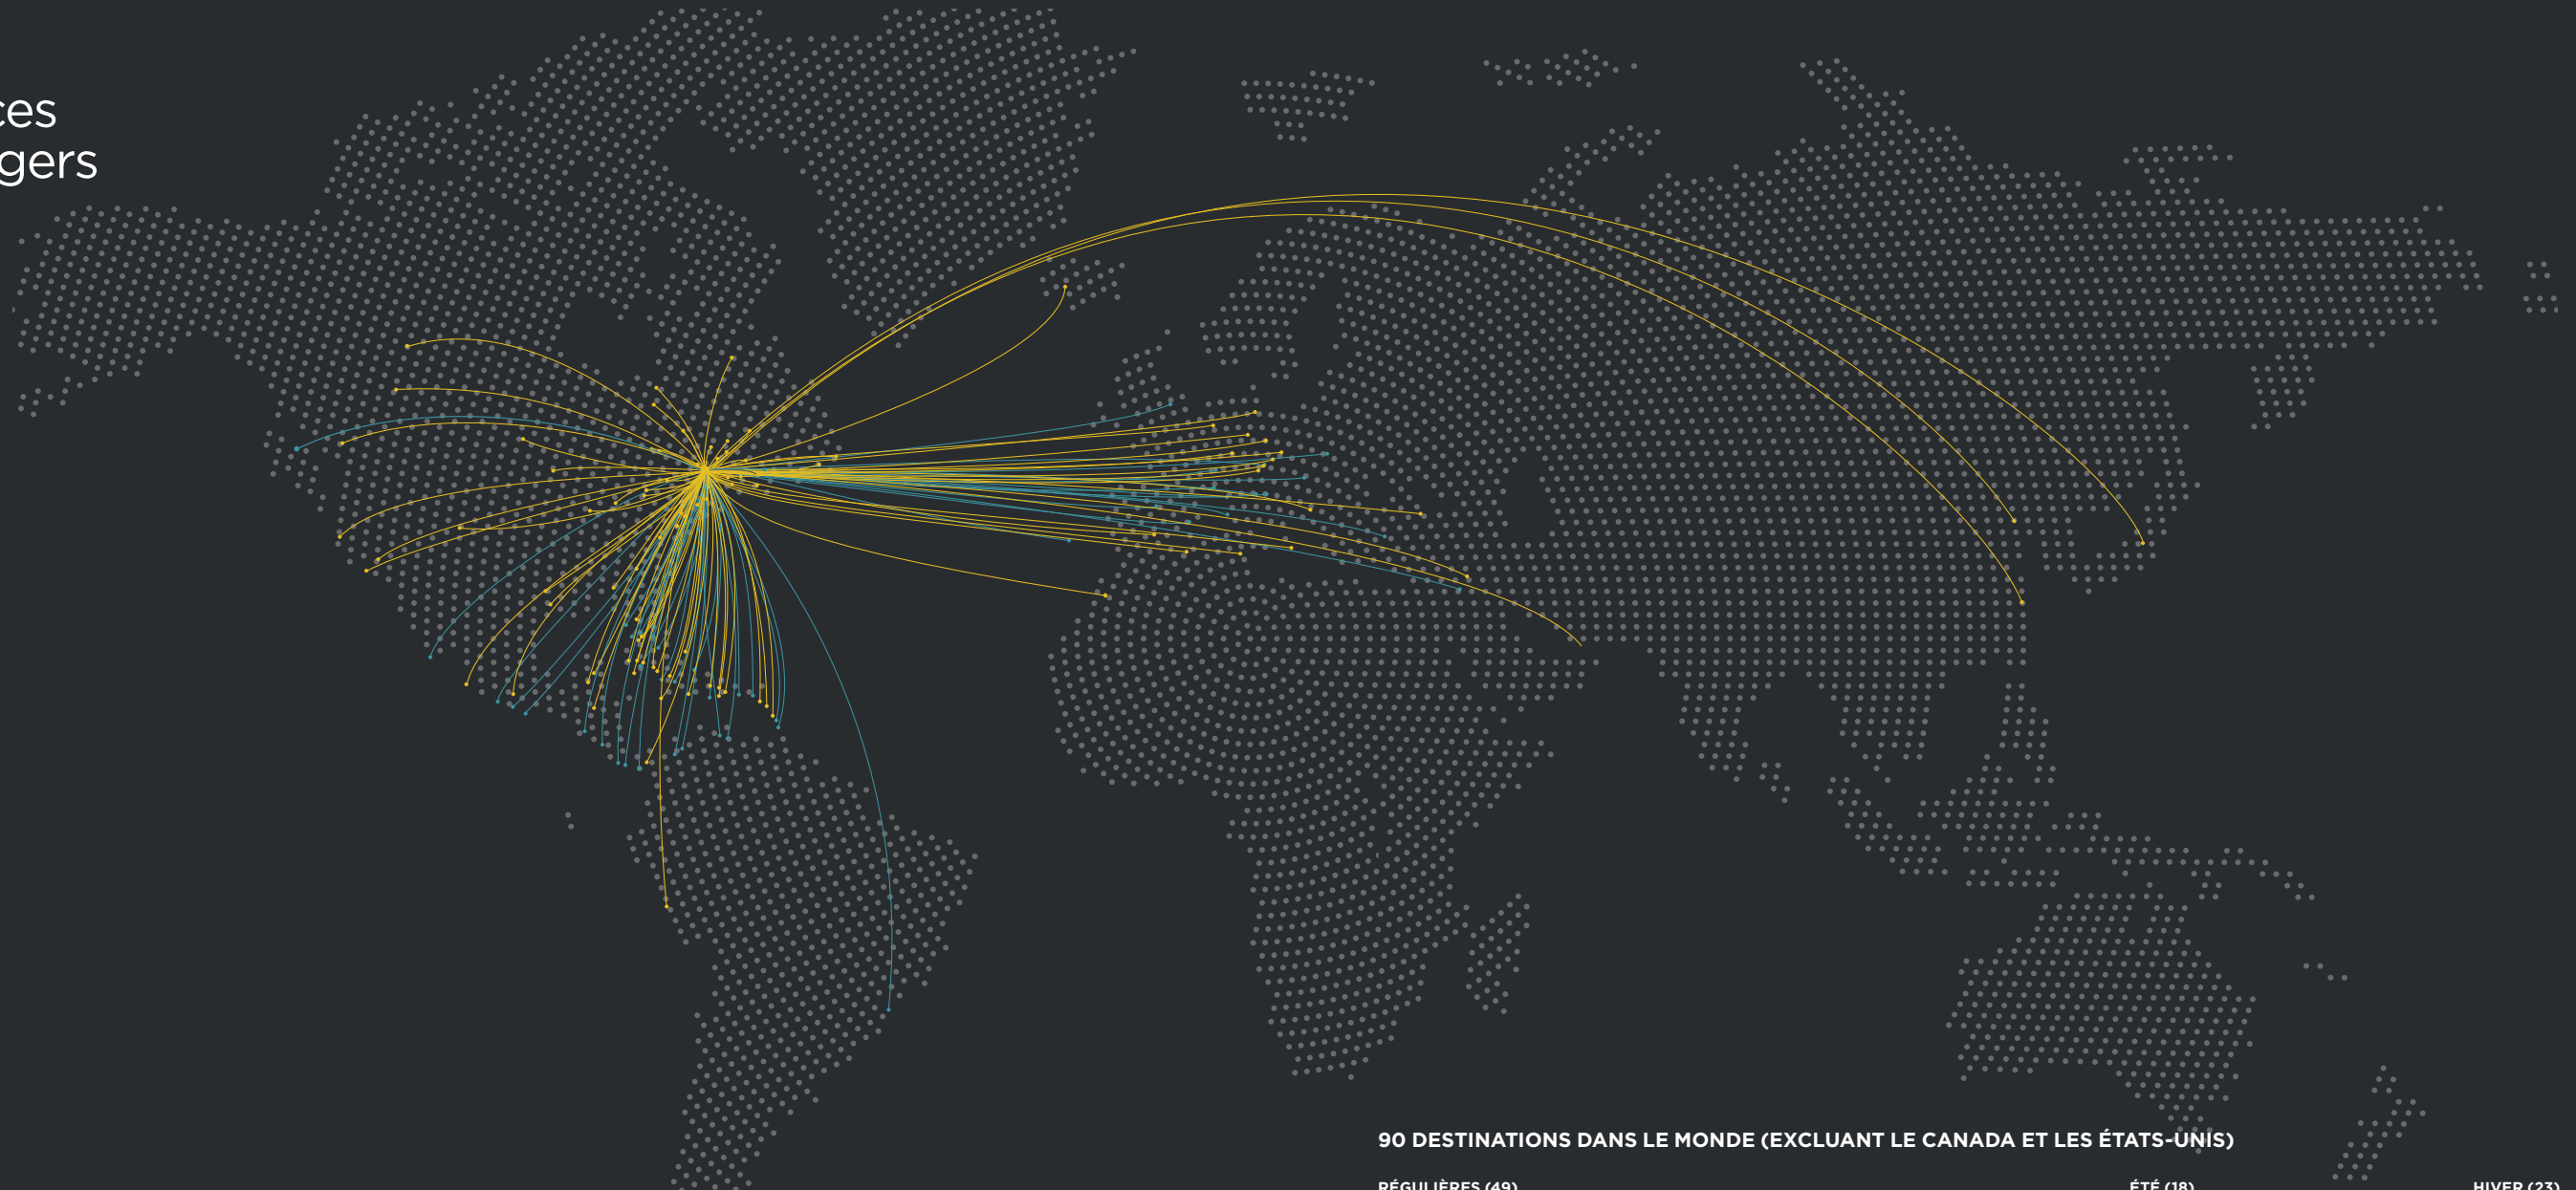 ces
gers
90 DESTINATIONS DANS LE MONDE (EXCLUANT LE CANADA ET LES ÉTATS-UNIS)
RÉGULIÈRES (49) ÉTÉ (18) HIVER (23)